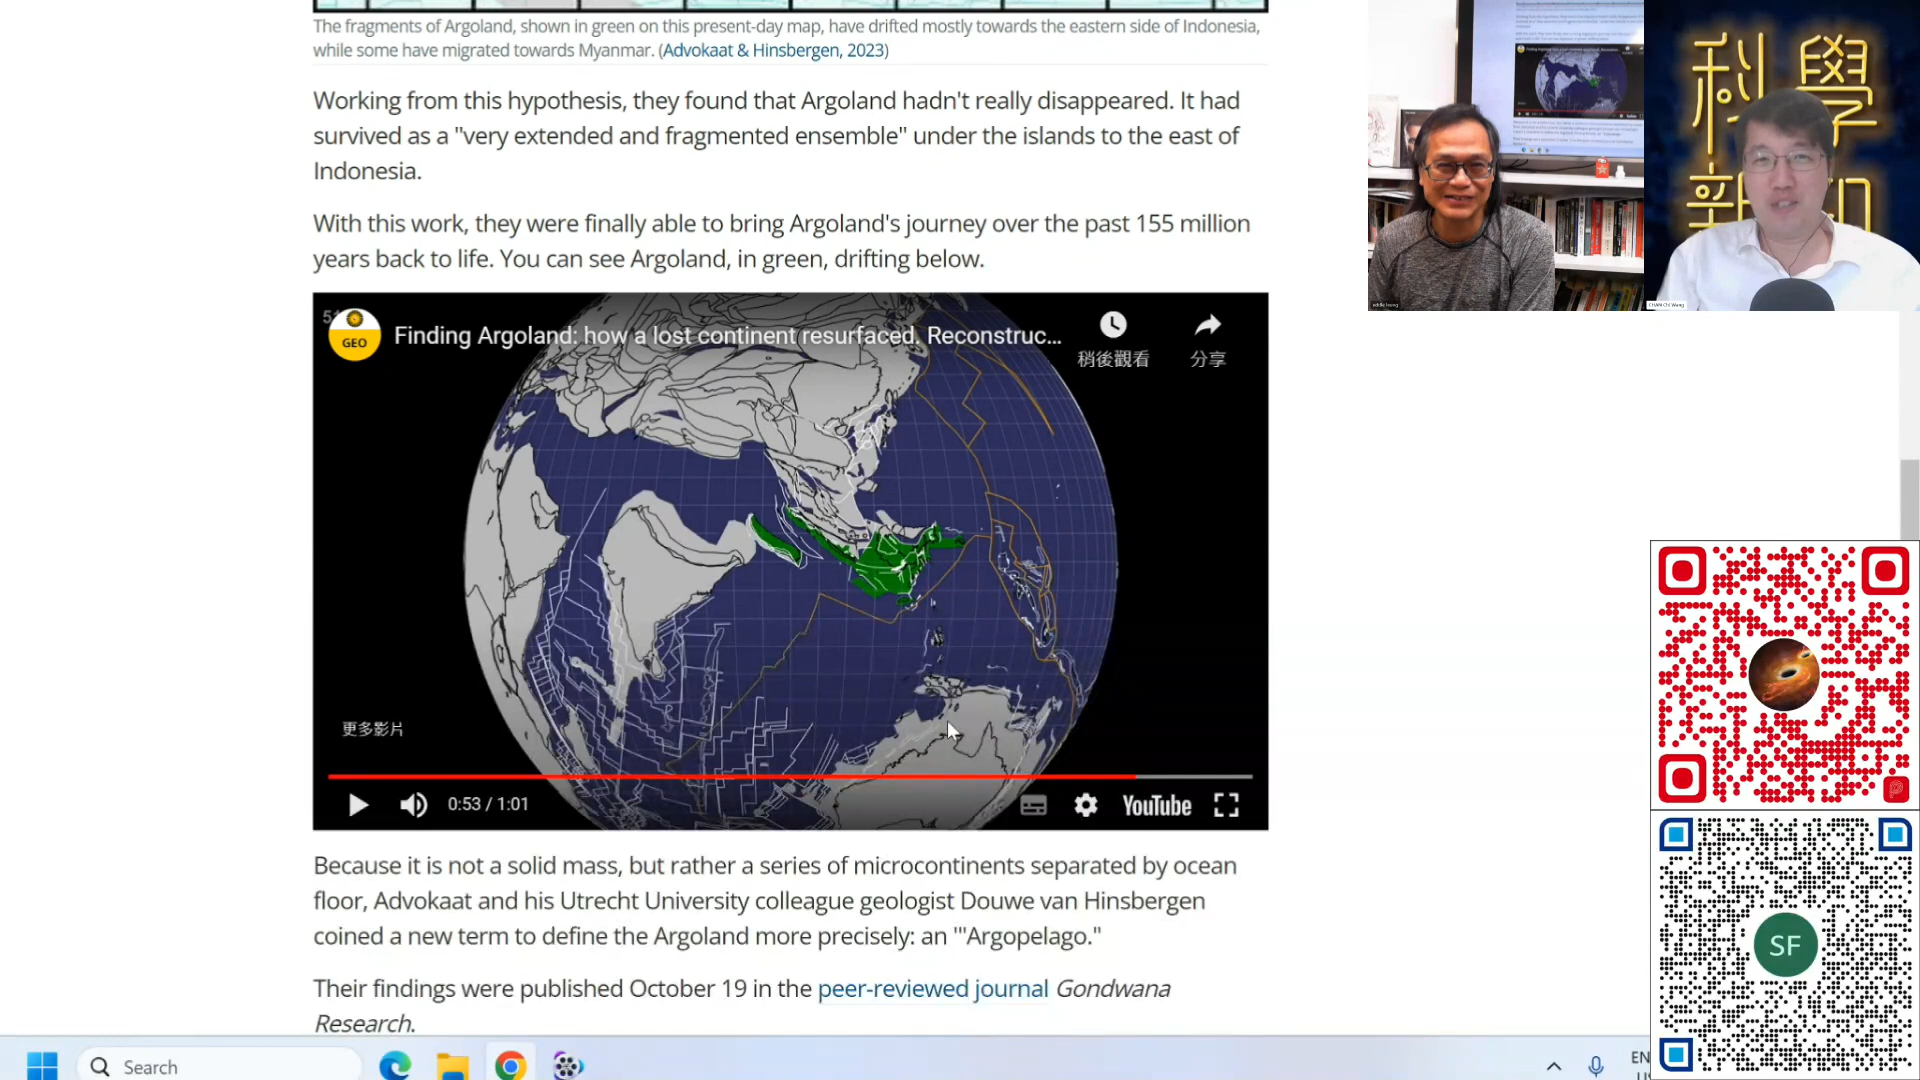 The fragments of Argoland, shown in green on this present-day map, have drifted mostly towards the eastern side of Indonesia,
while some have migrated towards Myanmar. (Advokaat & Hinsbergen, 2023)
Working from this hypothesis, they found that Argoland hadn't really disappeared. It had
survived as a "very extended and fragmented ensemble" under the islands to the east of
Indonesia.
With this work, they were finally able to bring Argoland's journey over the past 155 million
years back to life. You can see Argoland, in green, drifting below.
GEO
Finding Argoland: how a lost continent resurfaced. Reconstruc...
稍後觀看
分享
更多影片
0:53 / 1:01
YouTube
Because it is not a solid mass, but rather a series of microcontinents separated by ocean
floor, Advokaat and his Utrecht University colleague geologist Douwe van Hinsbergen
coined a new term to define the Argoland more precisely: an "'Argopelago."
Their findings were published October 19 in the peer-reviewed journal Gondwana
Research.
Search
EN
科學
新知
eddie leung
CHAN Chi Wang
SF